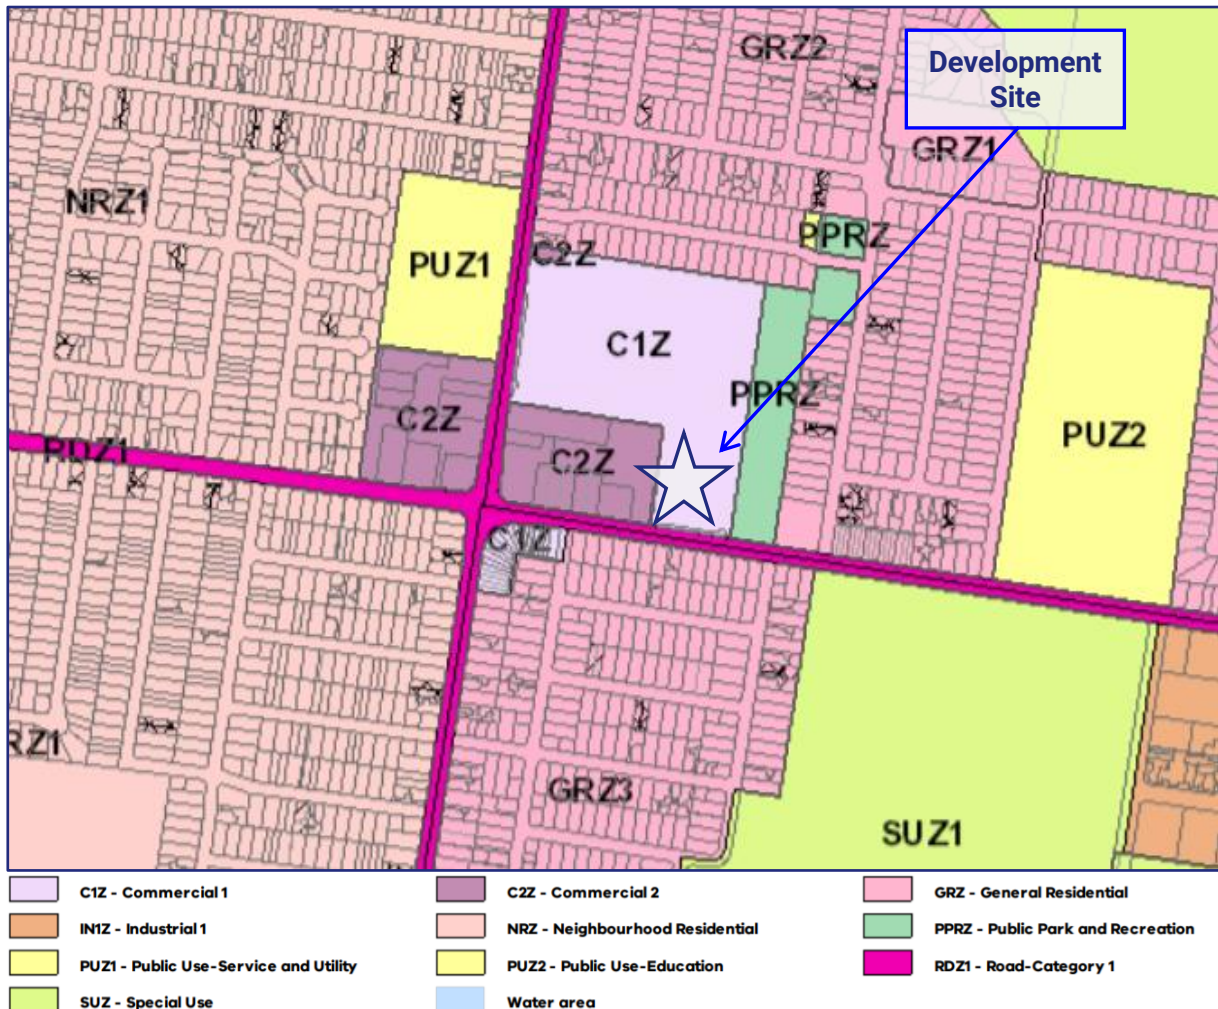 GRZ2
Development
Site
GRZ1
NRZ1
PPRZ
C2Z
PUZ1
C1Z
PPRZ
C2Z
PUZ2
RDZ1
C2Z
C1Z
RZ1
GRZ3
SUZ1
C1Z - Commercial 1
C2Z - Commercial 2
GRZ - General Residential
IN1Z - Industrial 1
NRZ - Neighbourhood Residential
PPRZ - Public Park and Recreation
PUZ1 - Public Use-Service and Utility
PUZ2 - Public Use-Education
RDZ1 - Road-Category 1
SUZ - Special Use
Water area